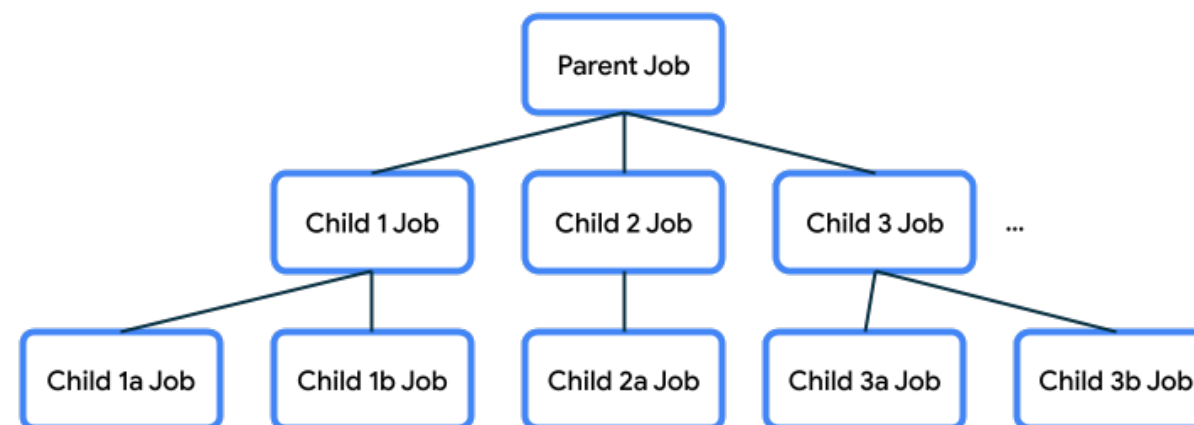 Parent Job
Child 1 Job
Child 2 Job
Child 3 Job
...
Child 1a Job
Child 1b Job
Child 2a Job
Child 3a Job
Child 3b Job